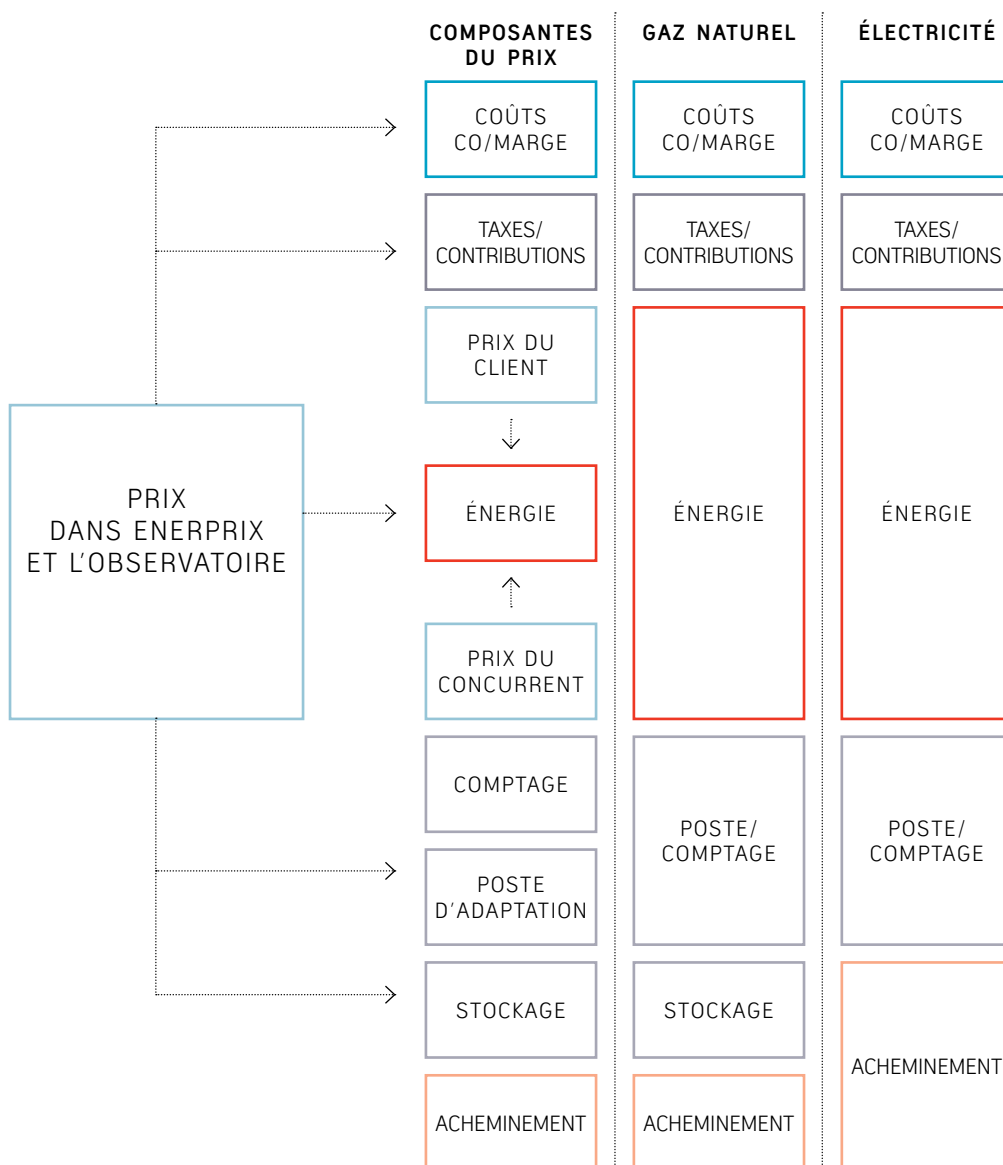 COMPOSANTES
DU PRIX
GAZ NATUREL
ÉLECTRICITÉ
COÛTS
CO/MARGE
COÛTS
CO/MARGE
COÛTS
CO/MARGE
TAXES/
CONTRIBUTIONS
TAXES/
CONTRIBUTIONS
TAXES/
CONTRIBUTIONS
PRIX DU
CLIENT
PRIX
DANS ENERPRIX
ET L'OBSERVATOIRE
ÉNERGIE
ÉNERGIE
ÉNERGIE
PRIX DU
CONCURRENT
COMPTAGE
POSTE/
COMPTAGE
POSTE/
COMPTAGE
POSTE
D'ADAPTATION
STOCKAGE
STOCKAGE
ACHEMINEMENT
ACHEMINEMENT
ACHEMINEMENT